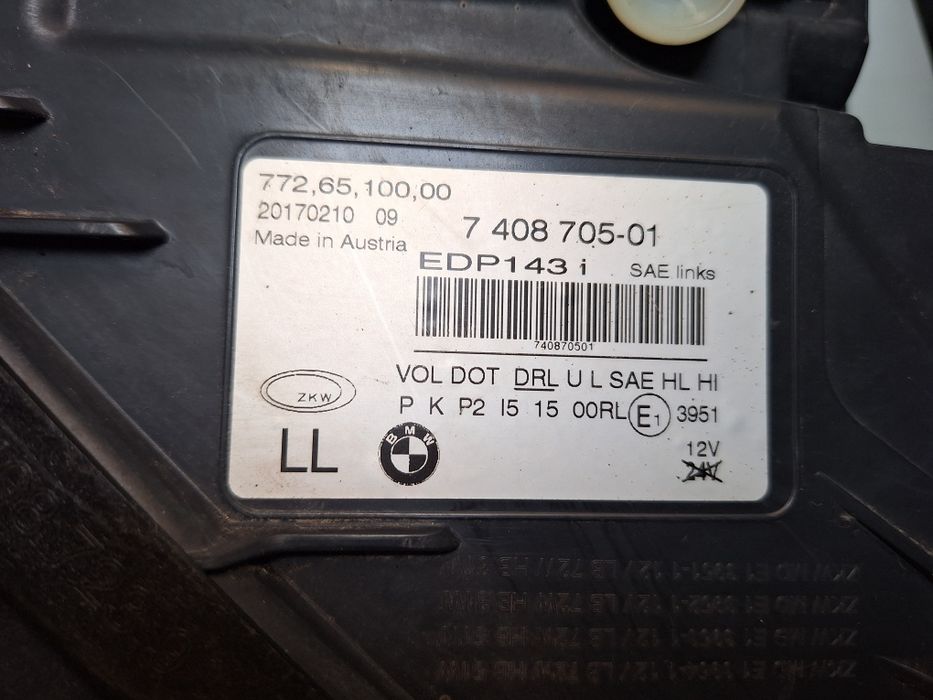 772,65,100,00
20170210 09
7 408 705-01
Made in Austria
EDP143 i
SAE links
740870501
VOL DOT DRL U L SAE HL HI
P K P2 I5 15 00RL E1 3951
ZKW
LL
BMW
12V
24V